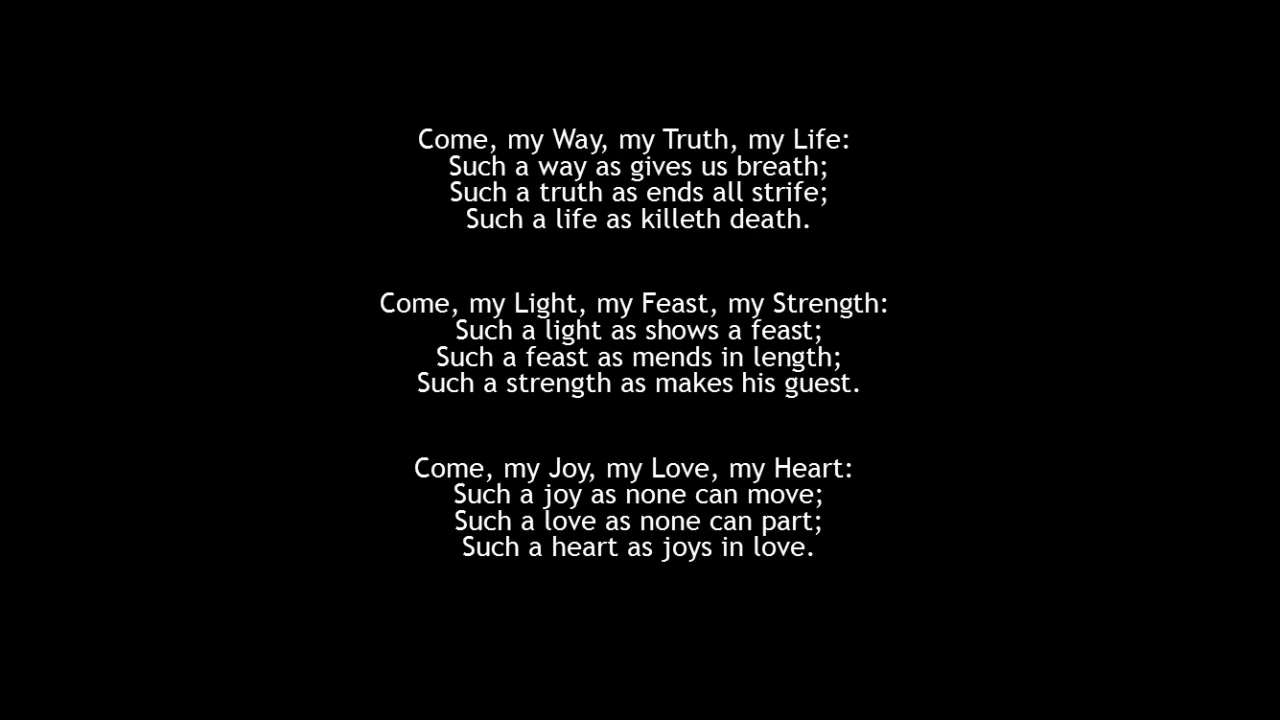 Come, my Way, my Truth, my Life:
Such a way as gives us breath;
Such a truth as ends all strife;
Such a life as killeth death.
Come, my Light, my Feast, my Strength:
Such a light as shows a feast;
Such a feast as mends in length;
Such a strength as makes his guest.
Come, my Joy, my Love, my Heart:
Such a joy as none can move;
Such a love as none can part;
Such a heart as joys in love.